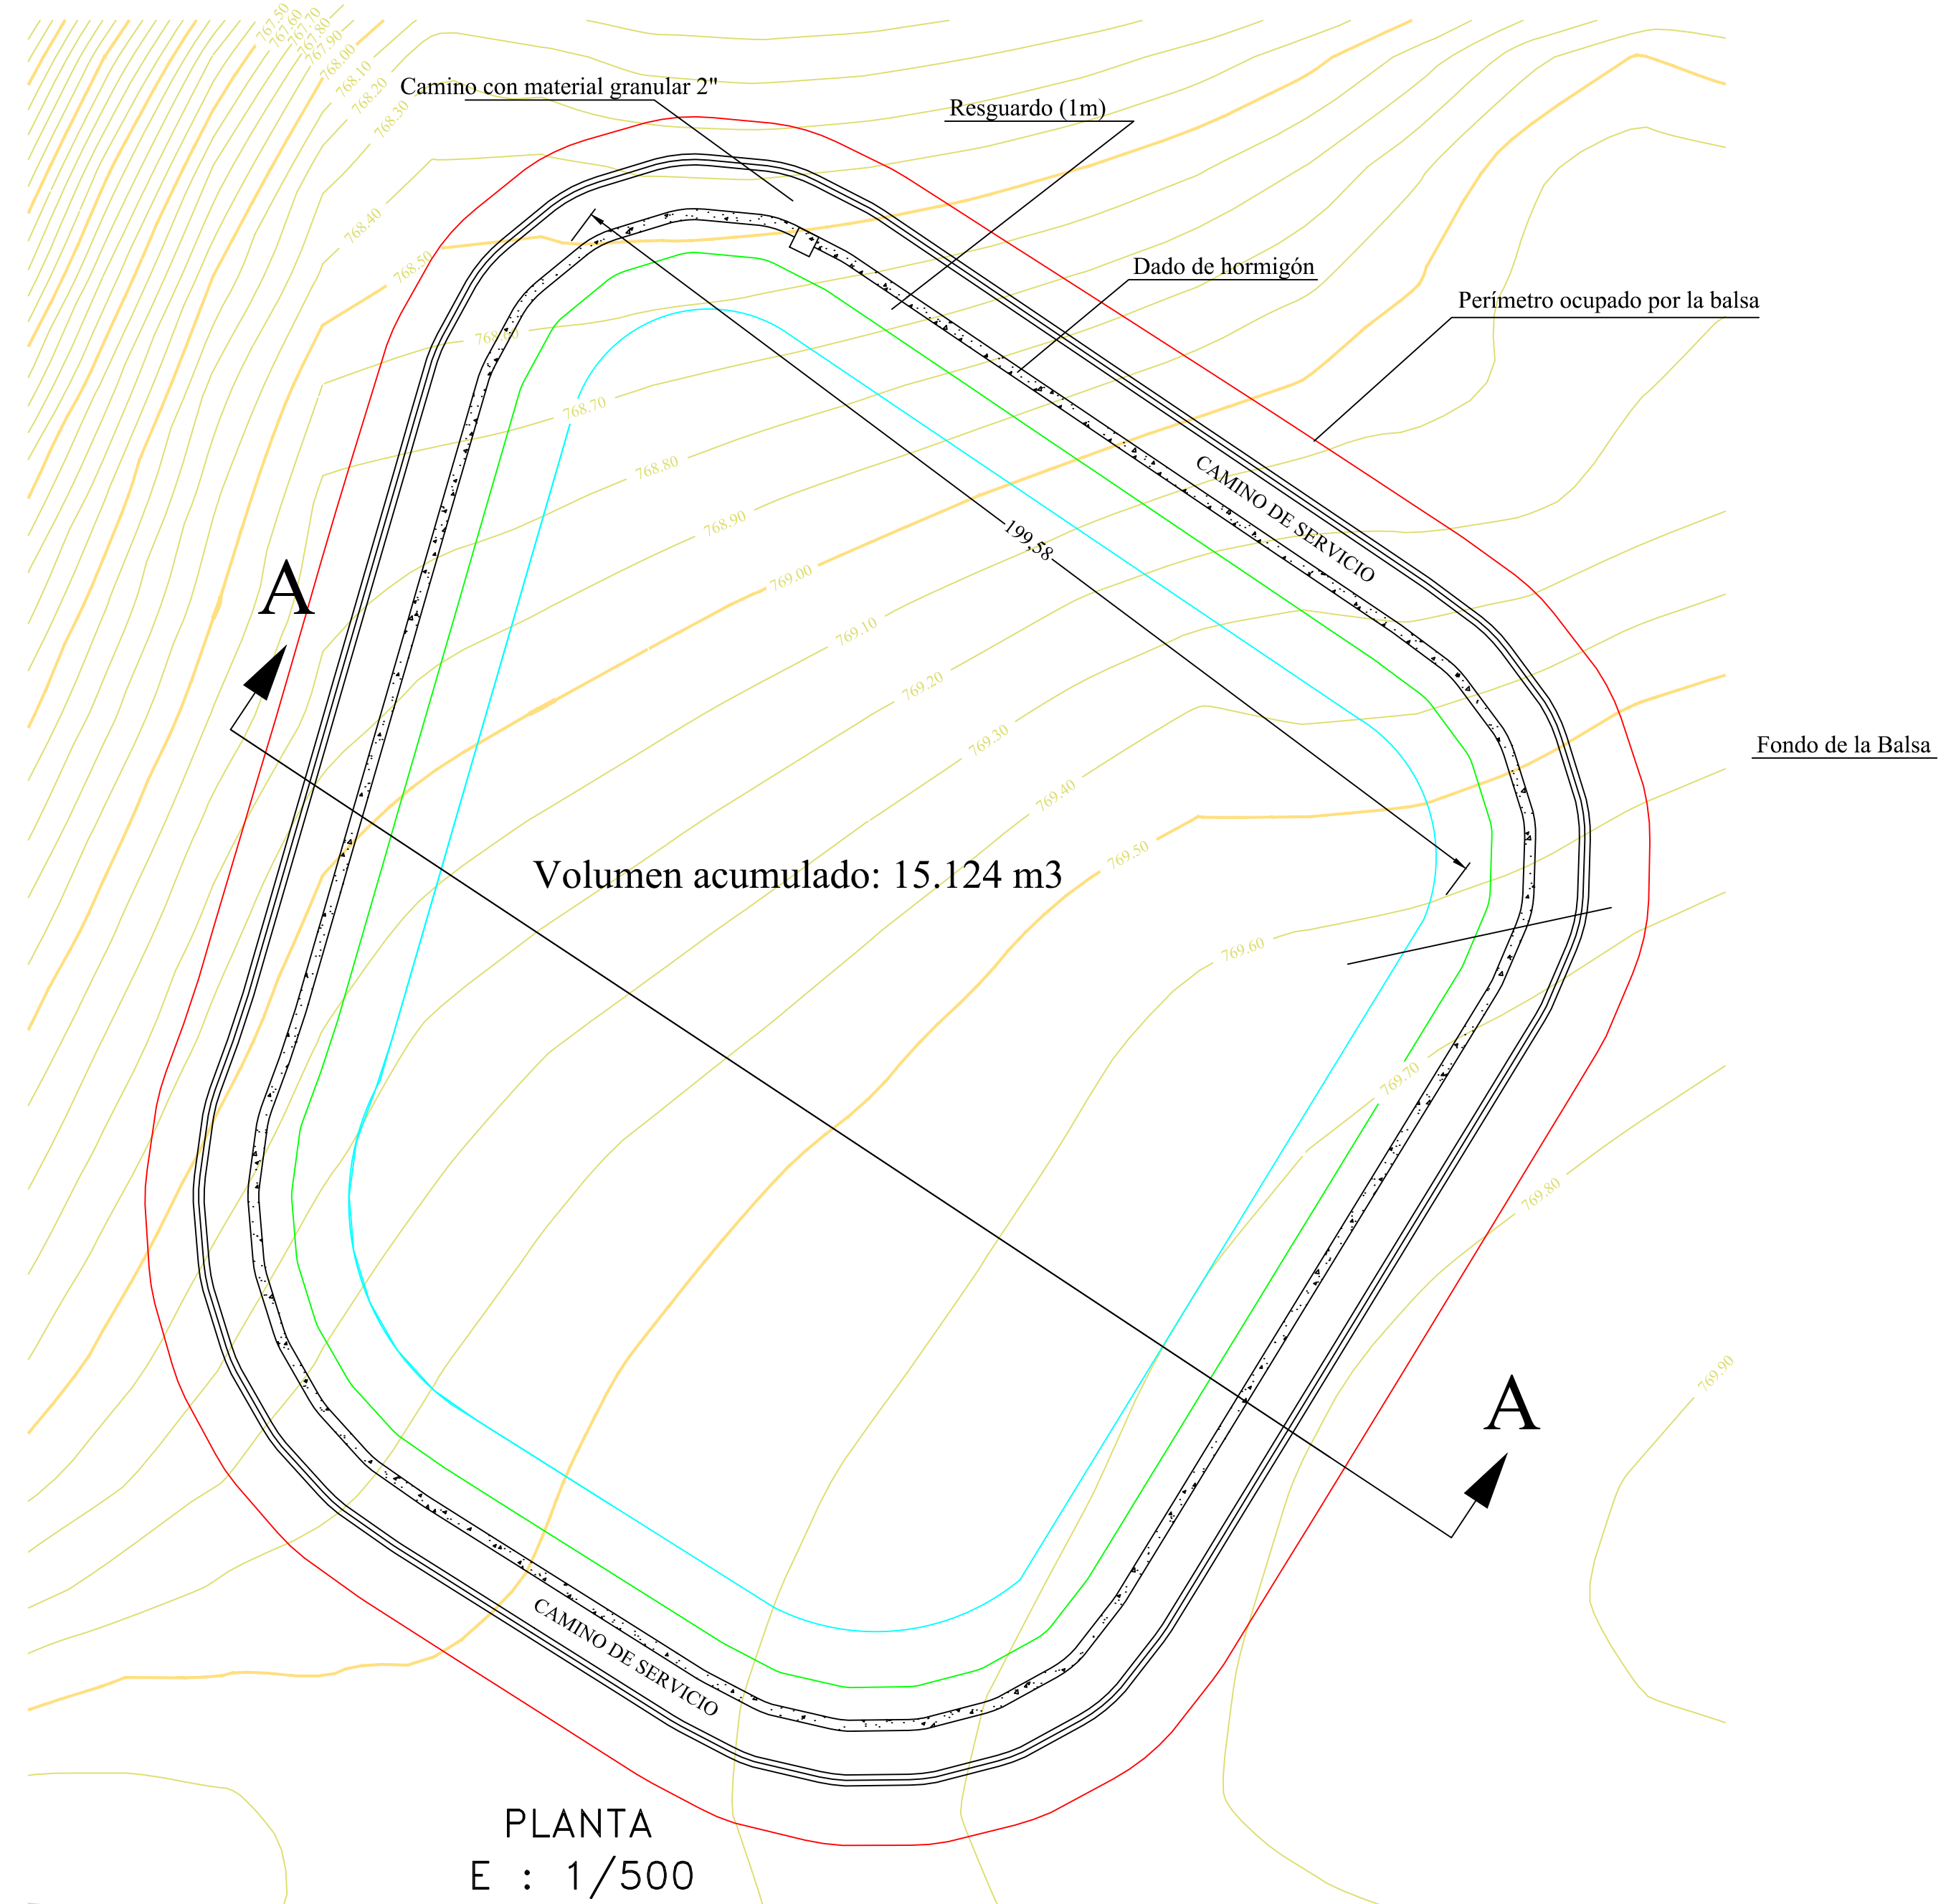 767.50
767.60
767.70
767.80
767.90
768.00
768.10
768.20
768.30
768.40
768.50
Camino con material granular 2"
Resguardo (1m)
Dado de hormigón
Perímetro ocupado por la balsa
768.60
768.70
768.80
768.90
769.00
769.10
769.20
769.30
769.40
769.50
769.60
769.70
769.80
769.90
CAMINO DE SERVICIO
199,58
A
Fondo de la Balsa
Volumen acumulado: 15.124 m3
A
CAMINO DE SERVICIO
PLANTA
E : 1/500